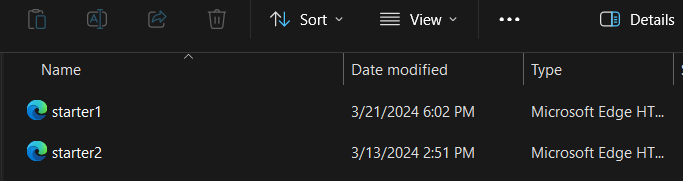 Sort View ••• Details
Name Date modified Type
starter1 3/21/2024 6:02 PM Microsoft Edge HT...
starter2 3/13/2024 2:51 PM Microsoft Edge HT...